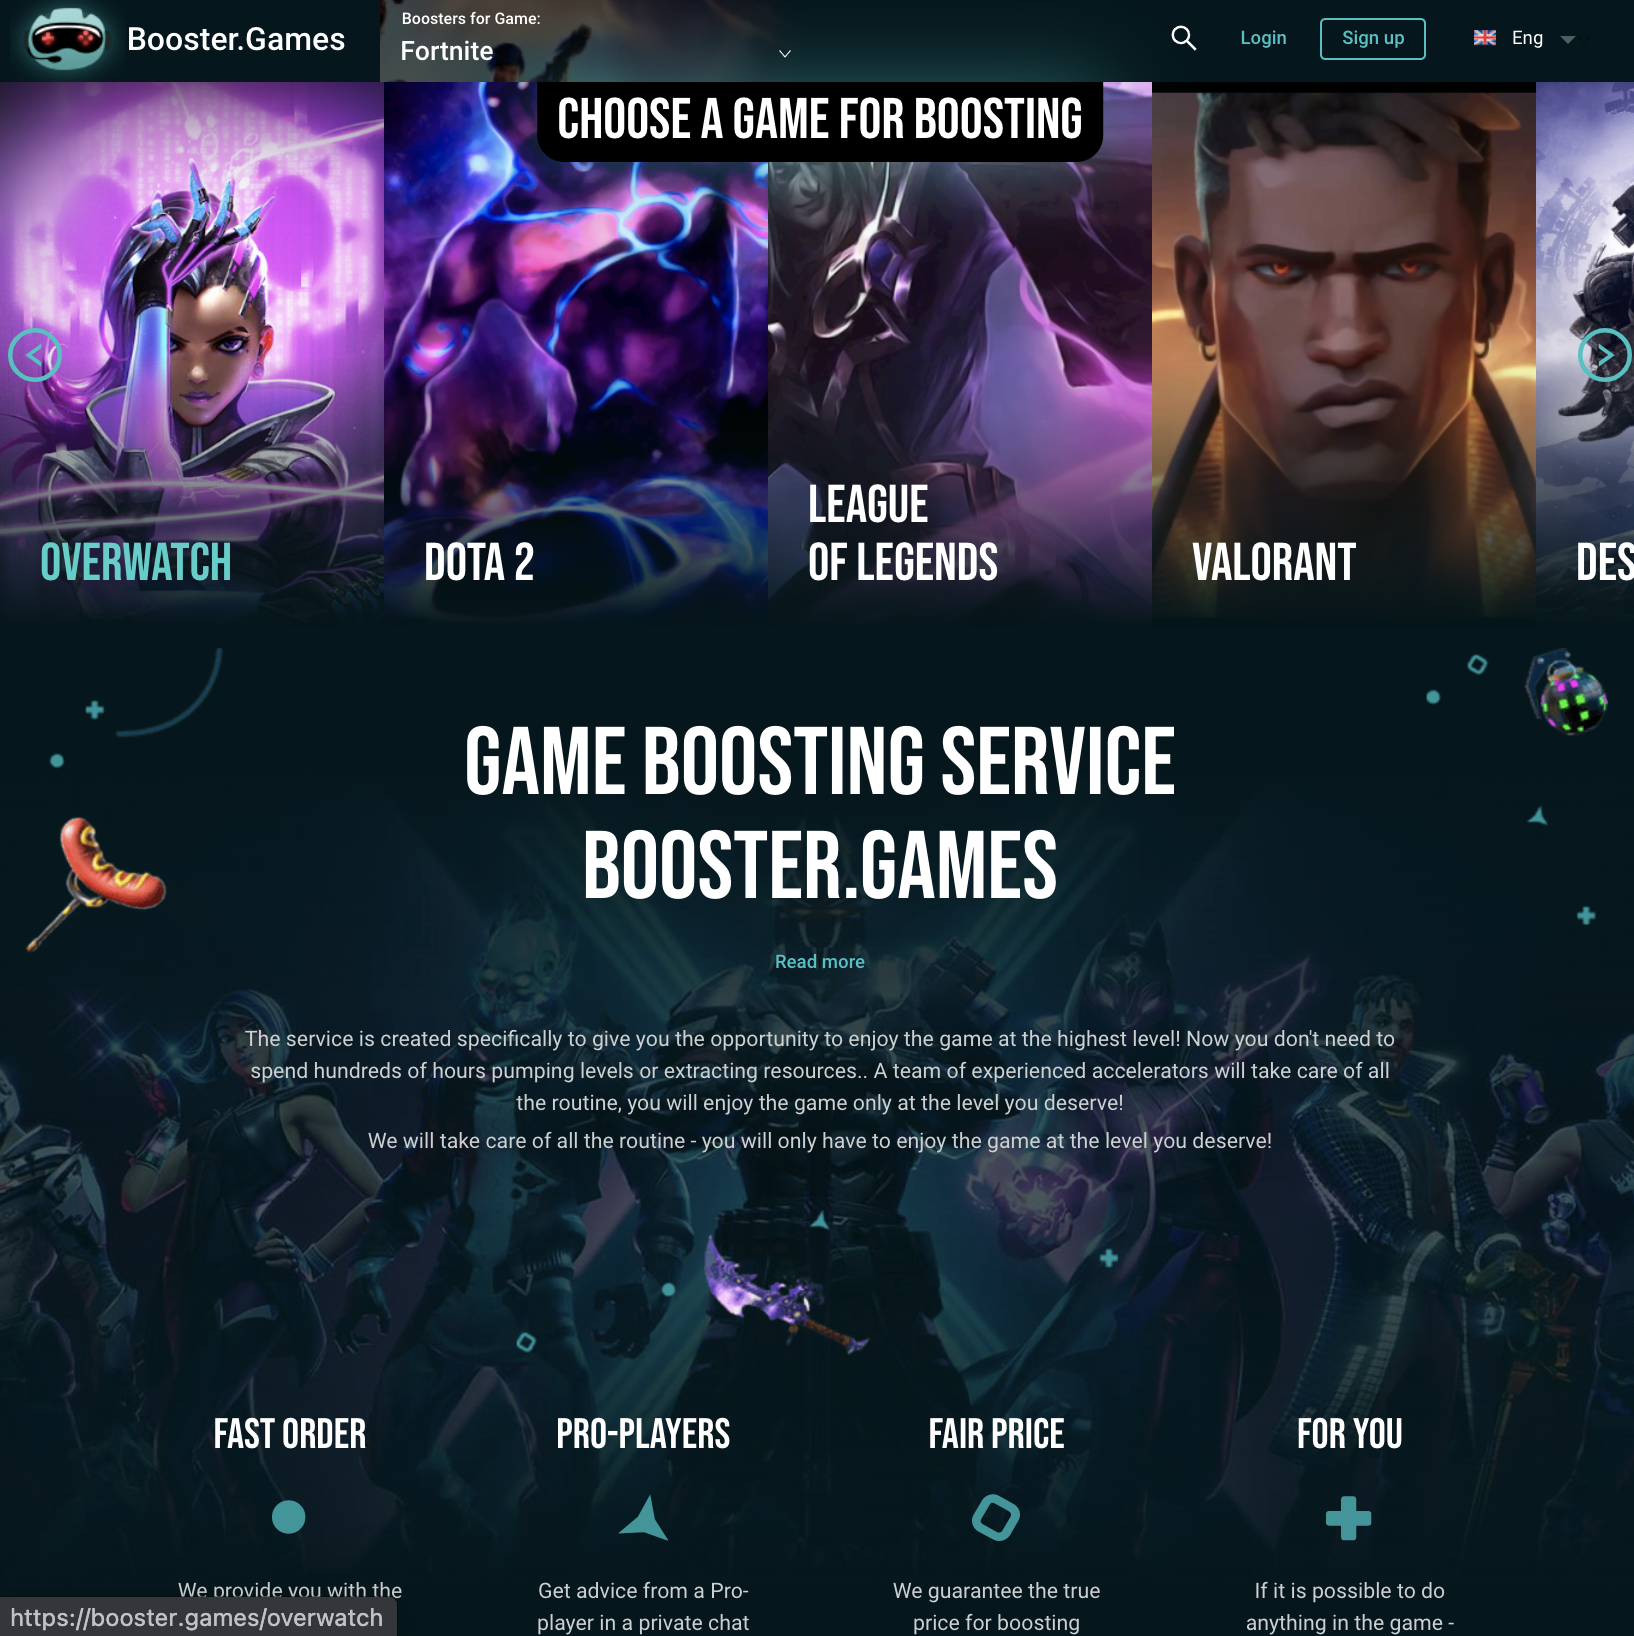 Booster.Games
Boosters for Game:
Fortnite
Login
Sign up
Eng
CHOOSE A GAME FOR BOOSTING
OVERWATCH
DOTA 2
LEAGUE
OF LEGENDS
VALORANT
DES
GAME BOOSTING SERVICE
BOOSTER.GAMES
Read more
The service is created specifically to give you the opportunity to enjoy the game at the highest level! Now you don't need to
spend hundreds of hours pumping levels or extracting resources.. A team of experienced accelerators will take care of all
the routine, you will enjoy the game only at the level you deserve!
We will take care of all the routine - you will only have to enjoy the game at the level you deserve!
FAST ORDER
We provide you with the
PRO-PLAYERS
Get advice from a Pro-
player in a private chat
FAIR PRICE
We guarantee the true
price for boosting
FOR YOU
If it is possible to do
anything in the game -
https://booster.games/overwatch